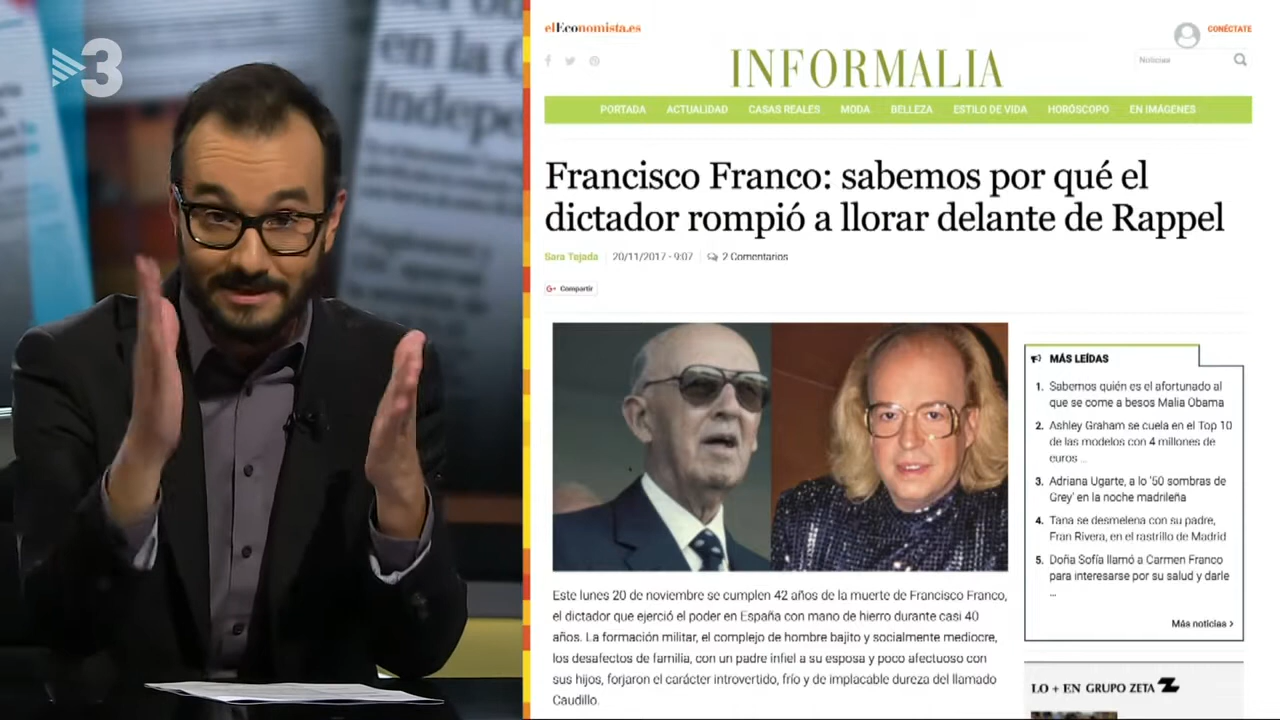 3
en la
indepe
elEconomista.es
CONÉCTATE
INFORMALIA
Noticias
PORTADA ACTUALIDAD CASAS REALES MODA BELLEZA ESTILO DE VIDA HORÓSCOPO EN IMÁGENES
Francisco Franco: sabemos por qué el
dictador rompió a llorar delante de Rappel
Sara Tejada 20/11/2017 - 9:07 2 Comentarios
G+ Compartir
MÁS LEÍDAS
1. Sabemos quién es el afortunado al
que se come a besos Malia Obama
2. Ashley Graham se cuela en el Top 10
de las modelos con 4 millones de
euros ...
3. Adriana Ugarte, a lo '50 sombras de
Grey' en la noche madrileña
4. Tana se desmelena con su padre,
Fran Rivera, en el rastrillo de Madrid
5. Doña Sofía llamó a Carmen Franco
para interesarse por su salud y darle
...
Más noticias >
Este lunes 20 de noviembre se cumplen 42 años de la muerte de Francisco Franco,
el dictador que ejerció el poder en España con mano de hierro durante casi 40
años. La formación militar, el complejo de hombre bajito y socialmente mediocre,
los desafectos de familia, con un padre infiel a su esposa y poco afectuoso con
sus hijos, forjaron el carácter introvertido, frío y de implacable dureza del llamado
Caudillo.
LO + EN GRUPO ZETA Z